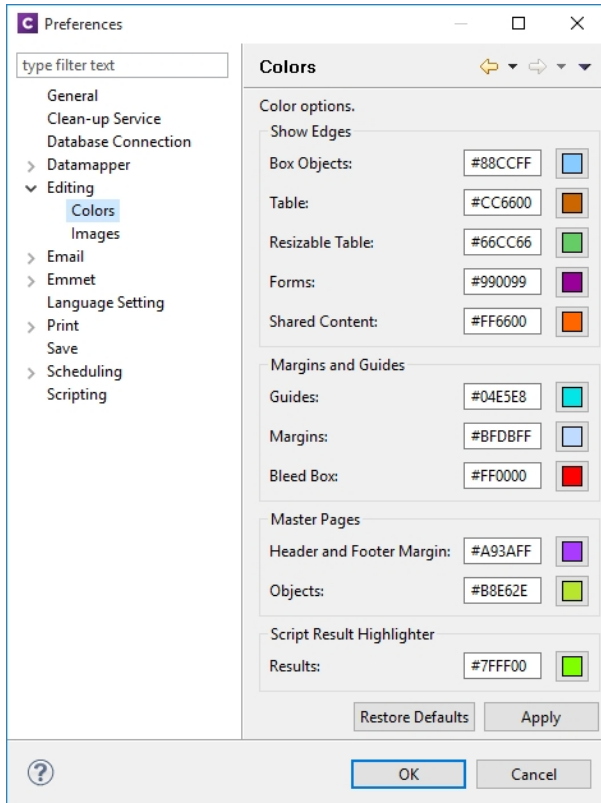 C Preferences
type filter text
General
Clean-up Service
Database Connection
Datamapper
Editing
Colors
Images
Email
Emmet
Language Setting
Print
Save
Scheduling
Scripting
Colors
Color options.
Show Edges
Box Objects: #88CCFF
Table: #CC6600
Resizable Table: #66CC66
Forms: #990099
Shared Content: #FF6600
Margins and Guides
Guides: #04E5E8
Margins: #BFDBFF
Bleed Box: #FF0000
Master Pages
Header and Footer Margin: #A93AFF
Objects: #B8E62E
Script Result Highlighter
Results: #7FFF00
Restore Defaults Apply
? OK Cancel